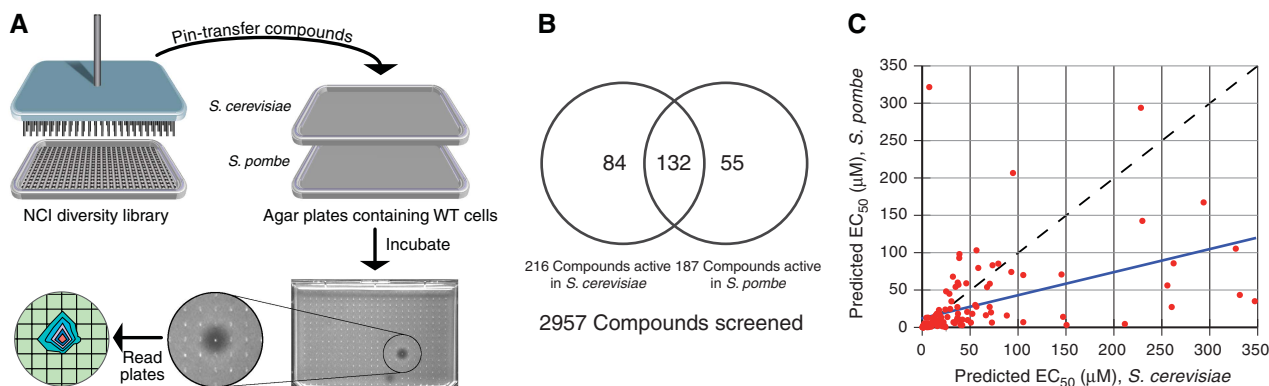 A
Pin-transfer compounds
S. cerevisiae
S. pombe
NCI diversity library
Agar plates containing WT cells
Incubate
Read
plates
B
84
132
55
216 Compounds active
in S. cerevisiae
187 Compounds active
in S. pombe
2957 Compounds screened
C
Predicted EC50 (μM), S. pombe
350
300
250
200
150
100
50
0
0 50 100 150 200 250 300 350
Predicted EC50 (μM), S. cerevisiae